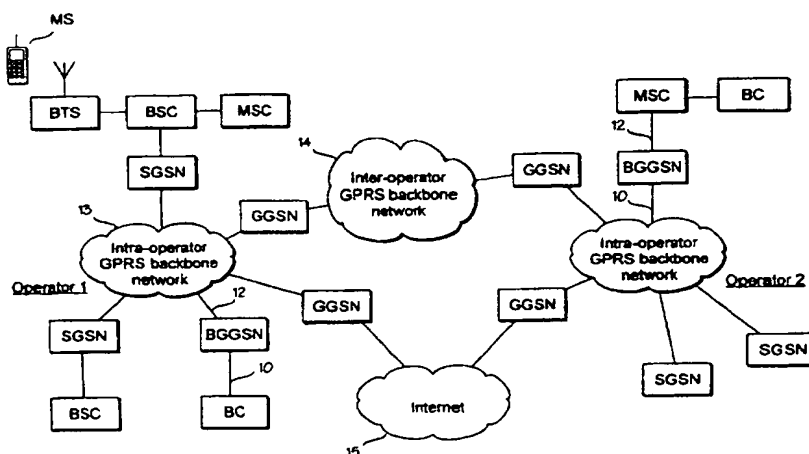 MS
BTS
BSC
MSC
MSC
BC
12
14
SGSN
BGGSN
Inter-operator
GPRS backbone
network
GGSN
10
13
GGSN
Intra-operator
GPRS backbone
network
Intra-operator
GPRS backbone
network
Operator 1
12
GGSN
GGSN
Operator 2
SGSN
BGGSN
SGSN
10
SGSN
BSC
BC
Internet
15